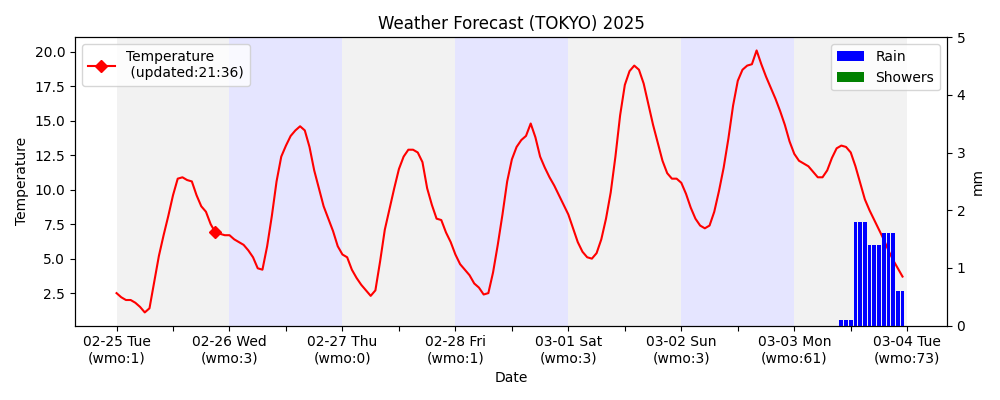 Weather Forecast (TOKYO) 2025
Temperature
(updated:21:36)
Rain
Showers
20.0
17.5
15.0
12.5
10.0
7.5
5.0
2.5
Temperature
5
4
3
2
1
0
mm
02-25 Tue
(wmo:1)
02-26 Wed
(wmo:3)
02-27 Thu
(wmo:0)
02-28 Fri
(wmo:1)
03-01 Sat
(wmo:3)
03-02 Sun
(wmo:3)
03-03 Mon
(wmo:61)
03-04 Tue
(wmo:73)
Date